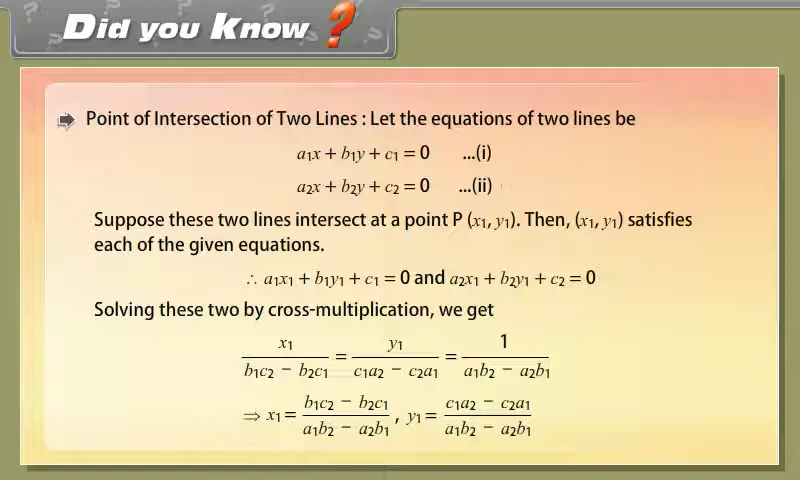 Did you Know ?
⇒ Point of Intersection of Two Lines : Let the equations of two lines be
a₁x + b₁y + c₁ = 0 ...(i)
a₂x + b₂y + c₂ = 0 ...(ii)
Suppose these two lines intersect at a point P (x₁, y₁). Then, (x₁, y₁) satisfies
each of the given equations.
∴ a₁x₁ + b₁y₁ + c₁ = 0 and a₂x₁ + b₂y₁ + c₂ = 0
Solving these two by cross-multiplication, we get
x₁ / (b₁c₂ − b₂c₁) = y₁ / (c₁a₂ − c₂a₁) = 1 / (a₁b₂ − a₂b₁)
⇒ x₁ = (b₁c₂ − b₂c₁) / (a₁b₂ − a₂b₁) , y₁ = (c₁a₂ − c₂a₁) / (a₁b₂ − a₂b₁)